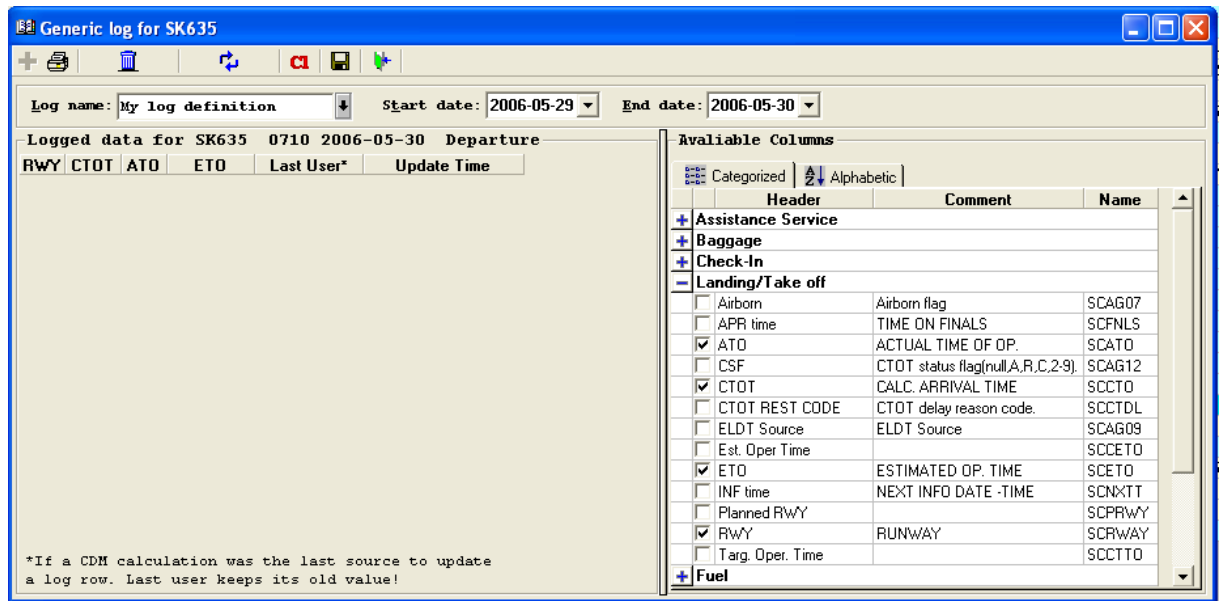 Generic log for SK635
CI
Log name: My log definition Start date: 2006-05-29 End date: 2006-05-30
Logged data for SK635 0710 2006-05-30 Departure
RWY CTOT ATO ETO Last User* Update Time
*If a CDM calculation was the last source to update
a log row. Last user keeps its old value!
Avaliable Columns
Categorized Alphabetic
Header Comment Name
Assistance Service
Baggage
Check-In
Landing/Take off
Airborn Airborn flag SCAG07
APR time TIME ON FINALS SCFNLS
ATO ACTUAL TIME OF OP. SCATO
CSF CTOT status flag(null,A,R,C,2-9). SCAG12
CTOT CALC. ARRIVAL TIME SCCTO
CTOT REST CODE CTOT delay reason code. SCCTDL
ELDT Source ELDT Source SCAG09
Est. Oper Time SCCETO
ETO ESTIMATED OP. TIME SCETO
INF time NEXT INFO DATE -TIME SCNXTT
Planned RWY SCPRWY
RWY RUNWAY SCRWAY
Targ. Oper. Time SCCTTO
Fuel